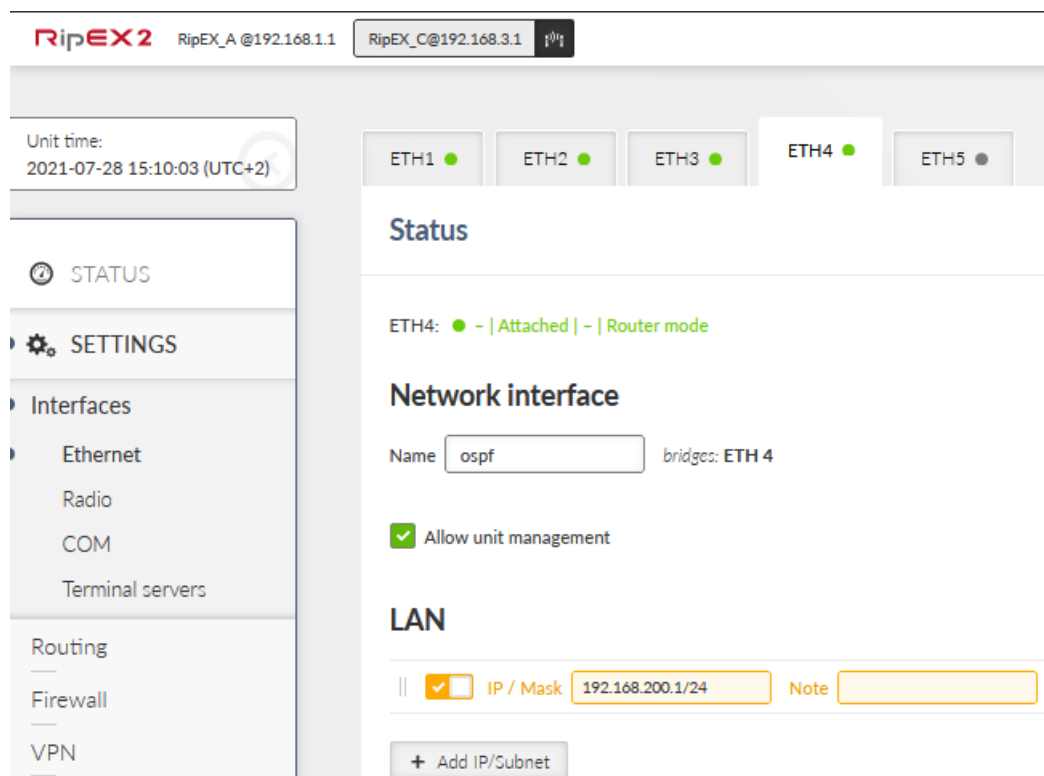 RipEX2 RipEX_A @192.168.1.1 RipEX_C@192.168.3.1
Unit time:
2021-07-28 15:10:03 (UTC+2)
ETH1 ETH2 ETH3 ETH4 ETH5
Status
STATUS
ETH4: – | Attached | – | Router mode
SETTINGS
Network interface
Interfaces
Ethernet
Name ospf bridges: ETH 4
Radio
COM
Allow unit management
Terminal servers
LAN
Routing
IP / Mask 192.168.200.1/24 Note
Firewall
VPN
+ Add IP/Subnet